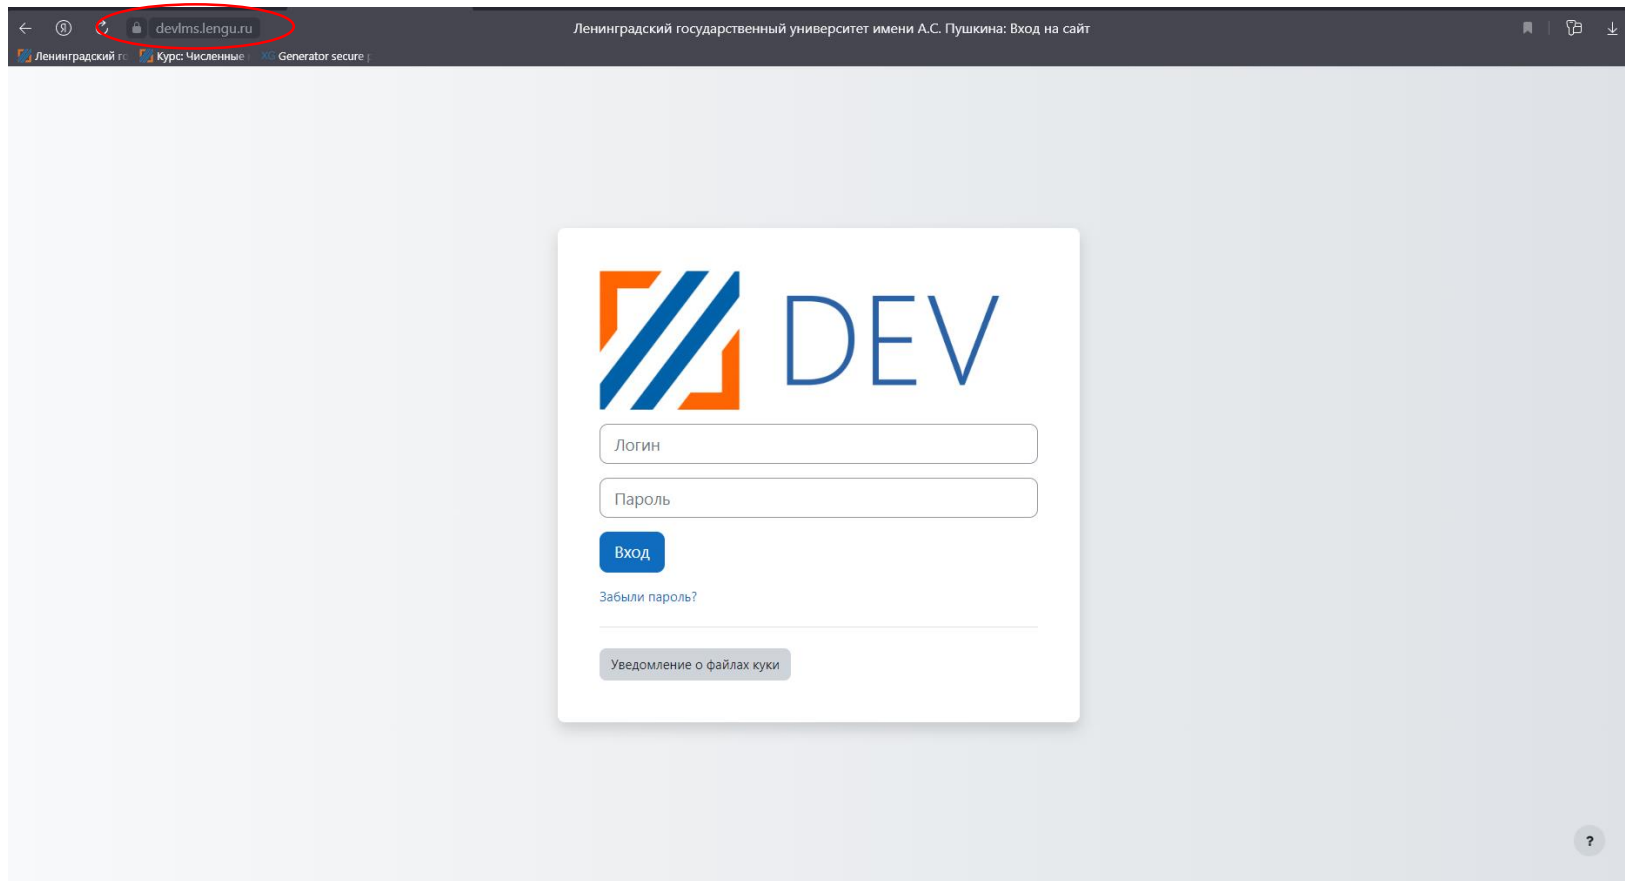 devlms.lengu.ru
Ленинградский государственный университет имени А.С. Пушкина: Вход на сайт
Ленинградский Курс: Численные Generator secure
DEV
Логин
Пароль
Вход
Забыли пароль?
Уведомление о файлах куки
?